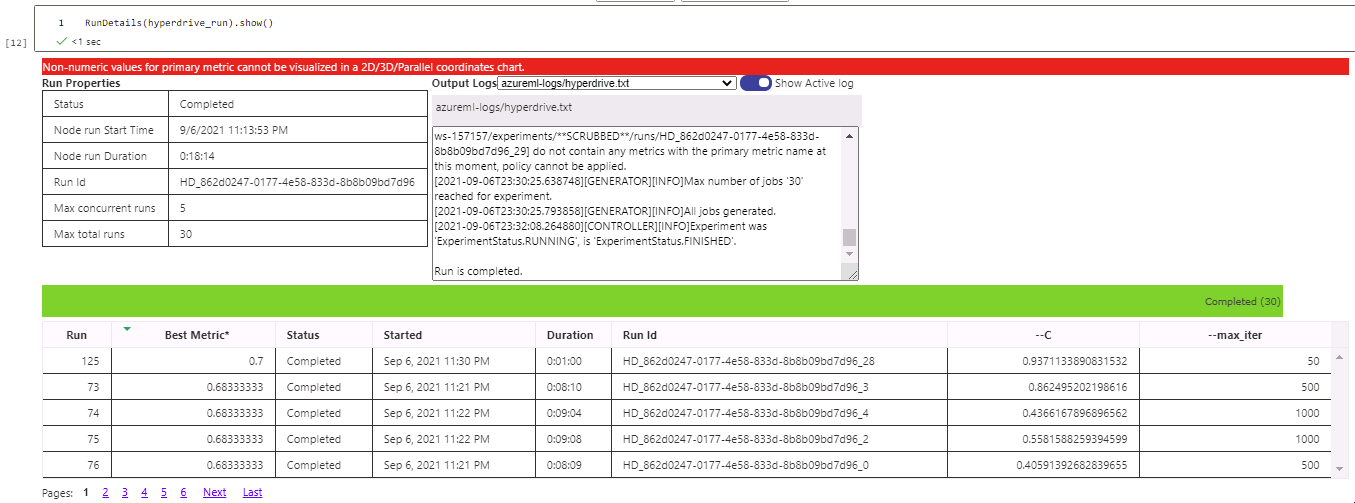 1 RunDetails(hyperdrive_run).show()
[12] <1 sec
Non-numeric values for primary metric cannot be visualized in a 2D/3D/Parallel coordinates chart.
Run Properties
Status Completed
Node run Start Time 9/6/2021 11:13:53 PM
Node run Duration 0:18:14
Run Id HD_862d0247-0177-4e58-833d-8b8b09bd7d96
Max concurrent runs 5
Max total runs 30
Output Logs azureml-logs/hyperdrive.txt Show Active log
azureml-logs/hyperdrive.txt
ws-157157/experiments/**SCRUBBED**/runs/HD_862d0247-0177-4e58-833d-
8b8b09bd7d96_29] do not contain any metrics with the primary metric name at
this moment, policy cannot be applied.
[2021-09-06T23:30:25.638748][GENERATOR][INFO]Max number of jobs '30'
reached for experiment.
[2021-09-06T23:30:25.793858][GENERATOR][INFO]All jobs generated.
[2021-09-06T23:32:08.264880][CONTROLLER][INFO]Experiment was
'ExperimentStatus.RUNNING', is 'ExperimentStatus.FINISHED'.
Run is completed.
Completed (30)
Run Best Metric* Status Started Duration Run Id --C --max_iter
125 0.7 Completed Sep 6, 2021 11:30 PM 0:01:00 HD_862d0247-0177-4e58-833d-8b8b09bd7d96_28 0.9371133890831532 50
73 0.68333333 Completed Sep 6, 2021 11:21 PM 0:08:10 HD_862d0247-0177-4e58-833d-8b8b09bd7d96_3 0.862495202198616 500
74 0.68333333 Completed Sep 6, 2021 11:22 PM 0:09:04 HD_862d0247-0177-4e58-833d-8b8b09bd7d96_4 0.4366167896896562 1000
75 0.68333333 Completed Sep 6, 2021 11:22 PM 0:09:08 HD_862d0247-0177-4e58-833d-8b8b09bd7d96_2 0.5581588259394599 1000
76 0.68333333 Completed Sep 6, 2021 11:21 PM 0:08:09 HD_862d0247-0177-4e58-833d-8b8b09bd7d96_0 0.40591392682839655 500
Pages: 1 2 3 4 5 6 Next Last